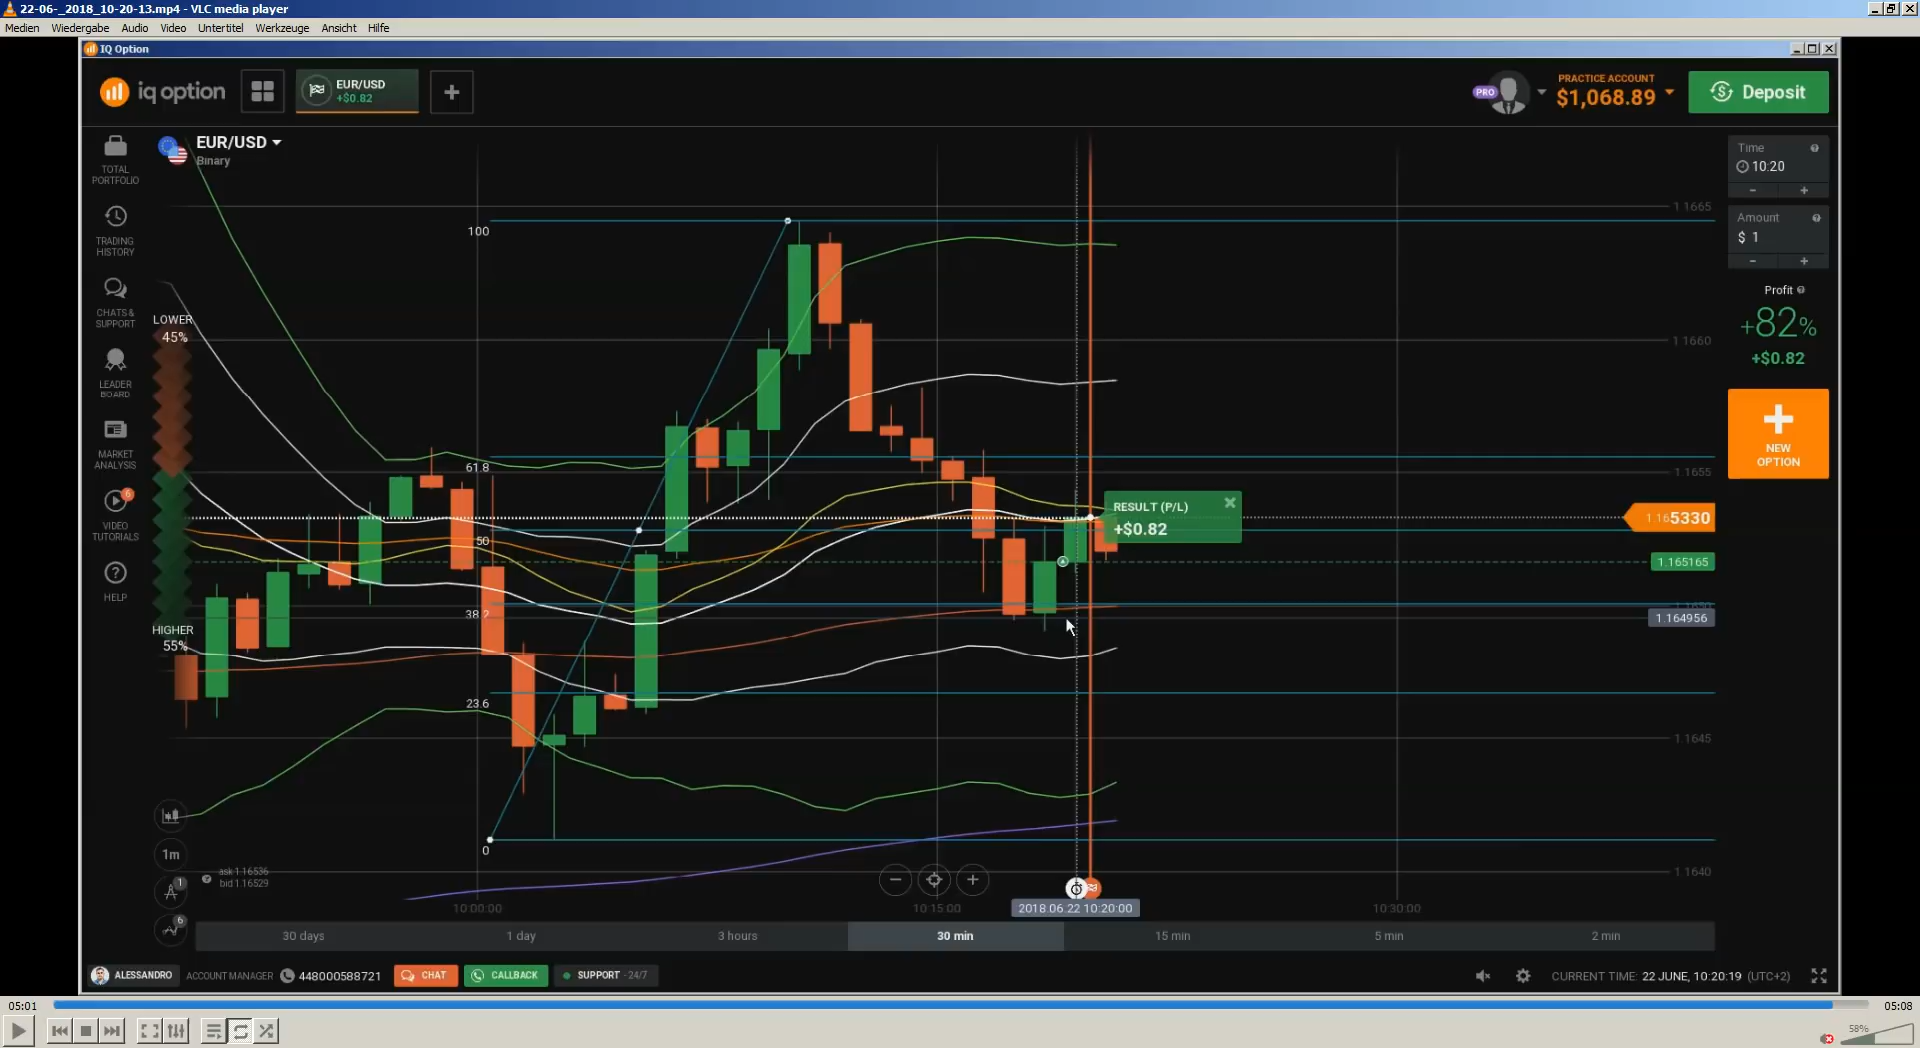 22-06-_2018_10-20-13.mp4 - VLC media player
Medien Wiedergabe Audio Video Untertitel Werkzeuge Ansicht Hilfe
IQ Option
iq option
EUR/USD
+$0.82
PRO
PRACTICE ACCOUNT
$1,068.89
Deposit
TOTAL
PORTFOLIO
TRADING
HISTORY
CHATS &
SUPPORT
LEADER
BOARD
MARKET
ANALYSIS
6
VIDEO
TUTORIALS
HELP
EUR/USD
Binary
LOWER
45%
HIGHER
55%
100
61.8
50
38.2
23.6
0
RESULT (P/L)
+$0.82
1.1665
1.1660
1.1655
1.165330
1.165165
1.164956
1.1645
1.1640
Time
10:20
- +
Amount
$ 1
- +
Profit
+82%
+$0.82
NEW
OPTION
1m
1
6
ask 1.16536
bid 1.16529
10:00:00 10:15:00 2018.06.22 10:20:00 10:30:00
30 days 1 day 3 hours 30 min 15 min 5 min 2 min
ALESSANDRO ACCOUNT MANAGER 448000588721 CHAT CALLBACK SUPPORT - 24/7 CURRENT TIME: 22 JUNE, 10:20:19 (UTC+2)
05:01 05:08
58%